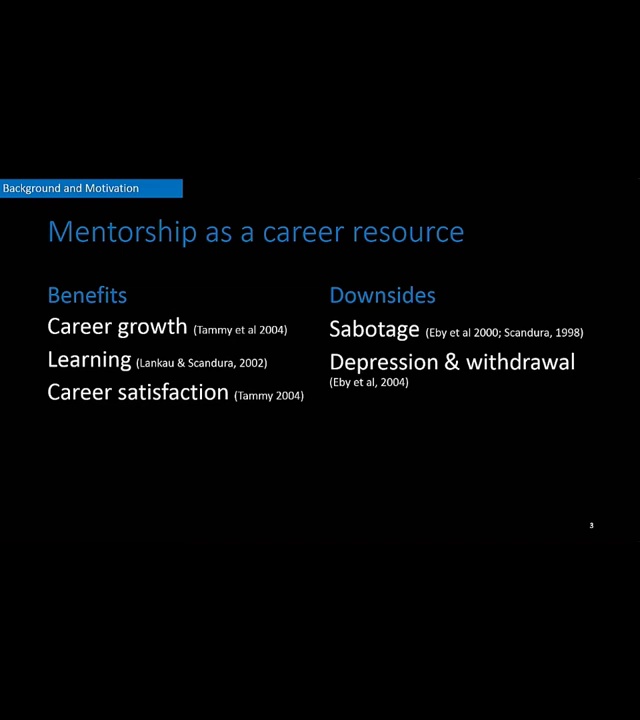 Background and Motivation
Mentorship as a career resource
Benefits
Career growth (Tammy et al 2004)
Learning (Lankau & Scandura, 2002)
Career satisfaction (Tammy 2004)
Downsides
Sabotage (Eby et al 2000; Scandura, 1998)
Depression & withdrawal
(Eby et al, 2004)
3